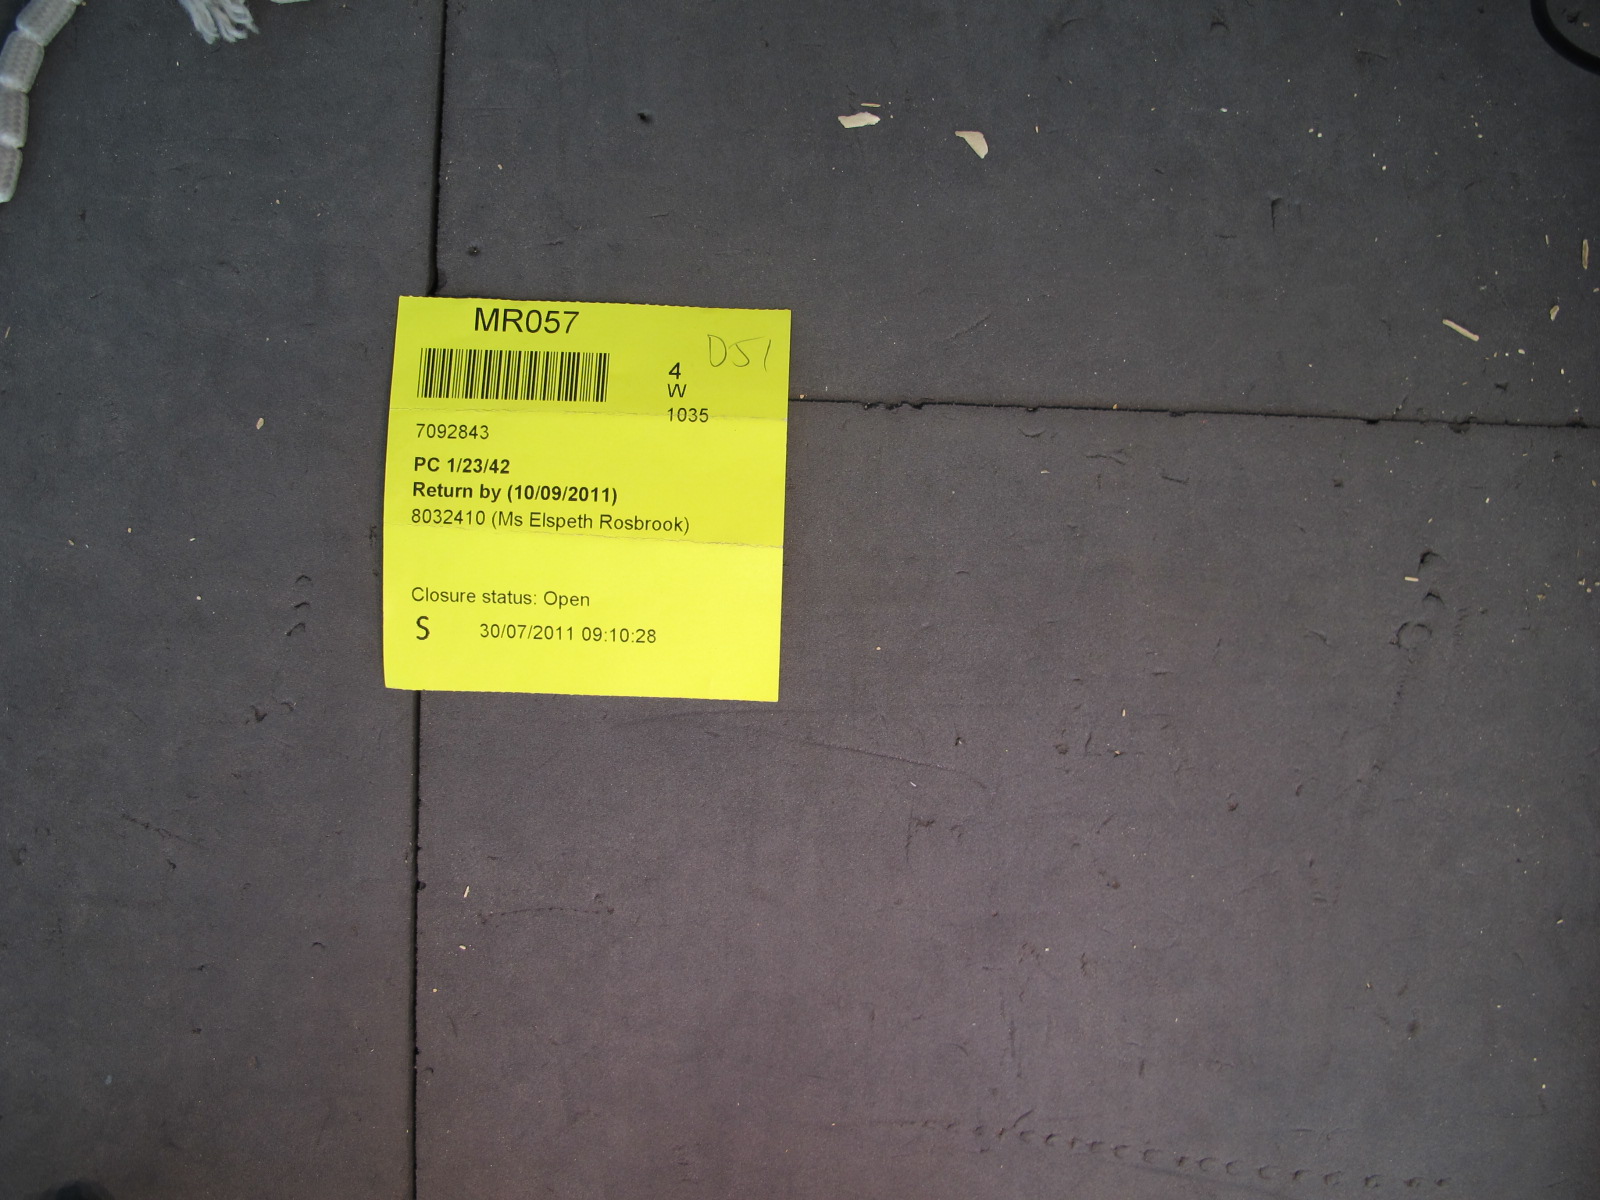 MR057
D51
4
W
1035
7092843
PC 1/23/42
Return by (10/09/2011)
8032410 (Ms Elspeth Rosbrook)
Closure status: Open
S 30/07/2011 09:10:28